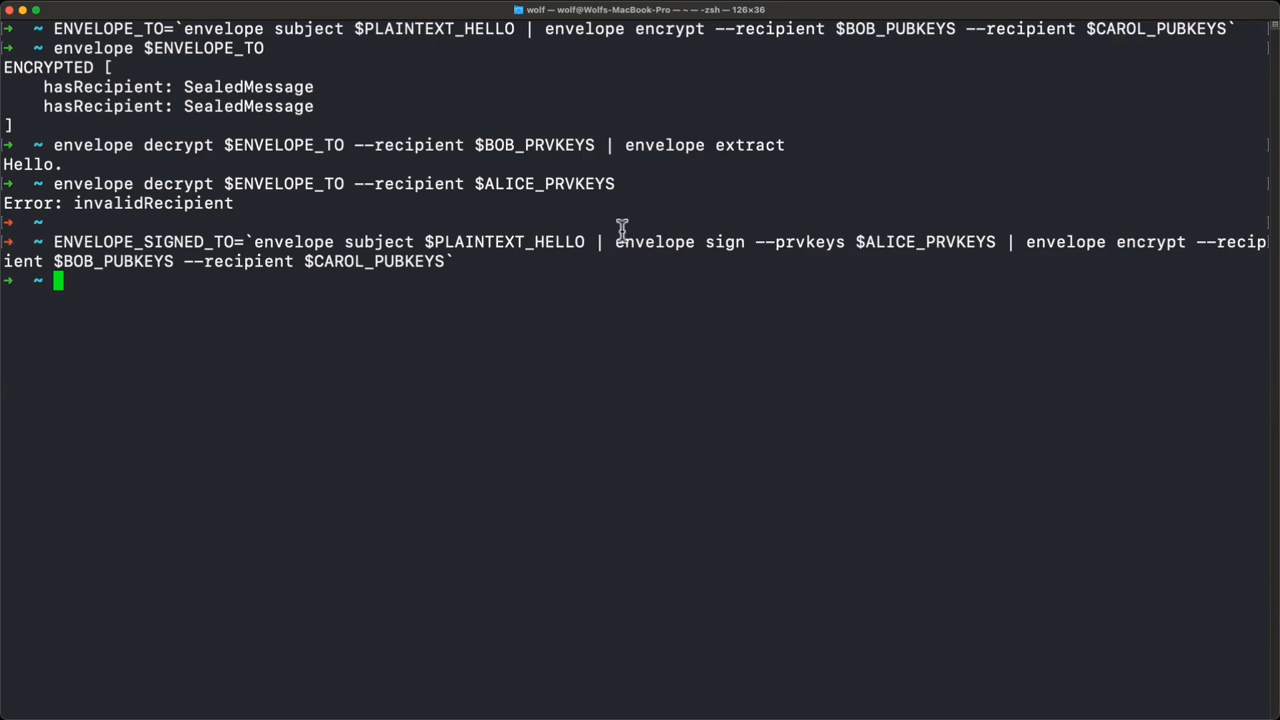 wolf — wolf@Wolfs-MacBook-Pro — ~ — -zsh — 126×36
➜  ~ ENVELOPE_TO=`envelope subject $PLAINTEXT_HELLO | envelope encrypt --recipient $BOB_PUBKEYS --recipient $CAROL_PUBKEYS`
➜  ~ envelope $ENVELOPE_TO
ENCRYPTED [
    hasRecipient: SealedMessage
    hasRecipient: SealedMessage
]
➜  ~ envelope decrypt $ENVELOPE_TO --recipient $BOB_PRVKEYS | envelope extract
Hello.
➜  ~ envelope decrypt $ENVELOPE_TO --recipient $ALICE_PRVKEYS
Error: invalidRecipient
➜  ~
➜  ~ ENVELOPE_SIGNED_TO=`envelope subject $PLAINTEXT_HELLO | envelope sign --prvkeys $ALICE_PRVKEYS | envelope encrypt --recip
ient $BOB_PUBKEYS --recipient $CAROL_PUBKEYS`
➜  ~